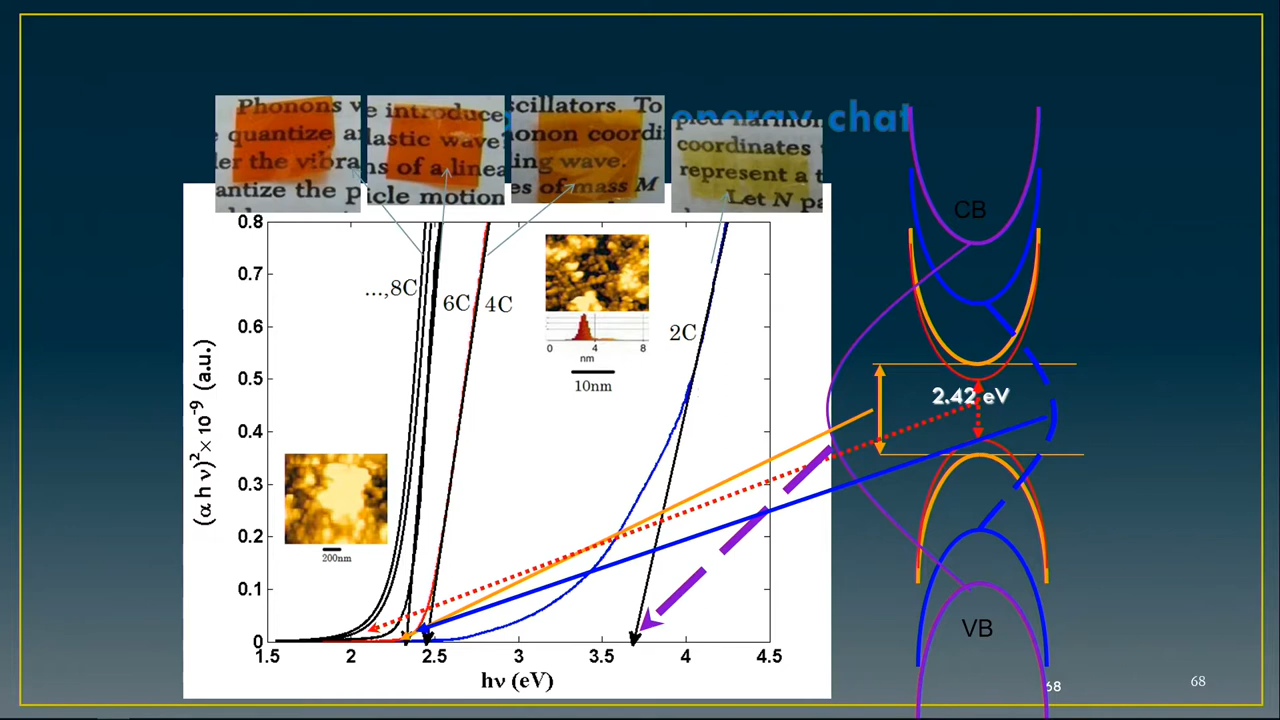 energy chat
Phonons v
quantize a
er the vibra
antize the p
e introduce
lastic wave
ns of a linea
icle motion
scillators. To
onon coordi
ing wave.
es of mass M
coordinates
represent a t
Let N pa
CB
2.42 eV
VB
(α h ν)²× 10⁻⁹ (a.u.)
0.8
0.7
0.6
0.5
0.4
0.3
0.2
0.1
0
...,8C
6C
4C
2C
0 4 8
nm
10nm
200nm
1.5 2 2.5 3 3.5 4 4.5
hν (eV)
68
68